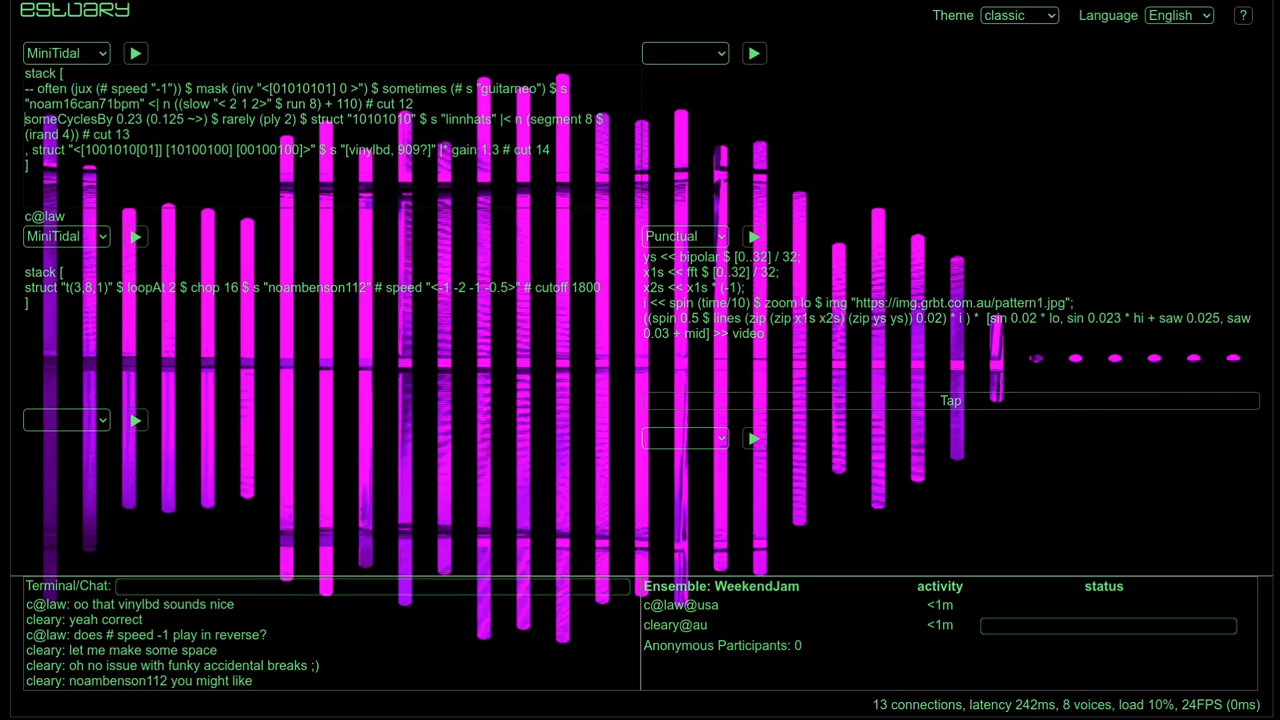 estuary
Theme classic Language English ?
MiniTidal
stack [
-- often (jux (# speed "-1")) $ mask (inv "<[01010101] 0 >") $ sometimes (# s "guitarneo") $ s
"noam16can71bpm" <| n ((slow "< 2 1 2>" $ run 8) + 110) # cut 12
someCyclesBy 0.23 (0.125 ~>) $ rarely (ply 2) $ struct "10101010" $ s "linnhats" |< n (segment 8 $
(irand 4)) # cut 13
, struct "<[1001010[01]] [10100100] [00100100]>" $ s "[vinylbd, 909?]" |* gain 1.3 # cut 14
]
c@law
MiniTidal
stack [
struct "t(3,8,1)" $ loopAt 2 $ chop 16 $ s "noambenson112" # speed "<-1 -2 -1 -0.5>" # cutoff 1800
]
Punctual
ys << bipolar $ [0..32] / 32;
x1s << fft $ [0..32] / 32;
x2s << x1s * (-1);
i << spin (time/10) $ zoom lo $ img "https://img.grbt.com.au/pattern1.jpg";
((spin 0.5 $ lines (zip (zip x1s x2s) (zip ys ys)) 0.02) * i ) * [sin 0.02 * lo, sin 0.023 * hi + saw 0.025, saw
0.03 + mid] >> video
Tap
Terminal/Chat:
c@law: oo that vinylbd sounds nice
cleary: yeah correct
c@law: does # speed -1 play in reverse?
cleary: let me make some space
cleary: oh no issue with funky accidental breaks ;)
cleary: noambenson112 you might like
Ensemble: WeekendJam activity status
c@law@usa <1m
cleary@au <1m
Anonymous Participants: 0
13 connections, latency 242ms, 8 voices, load 10%, 24FPS (0ms)